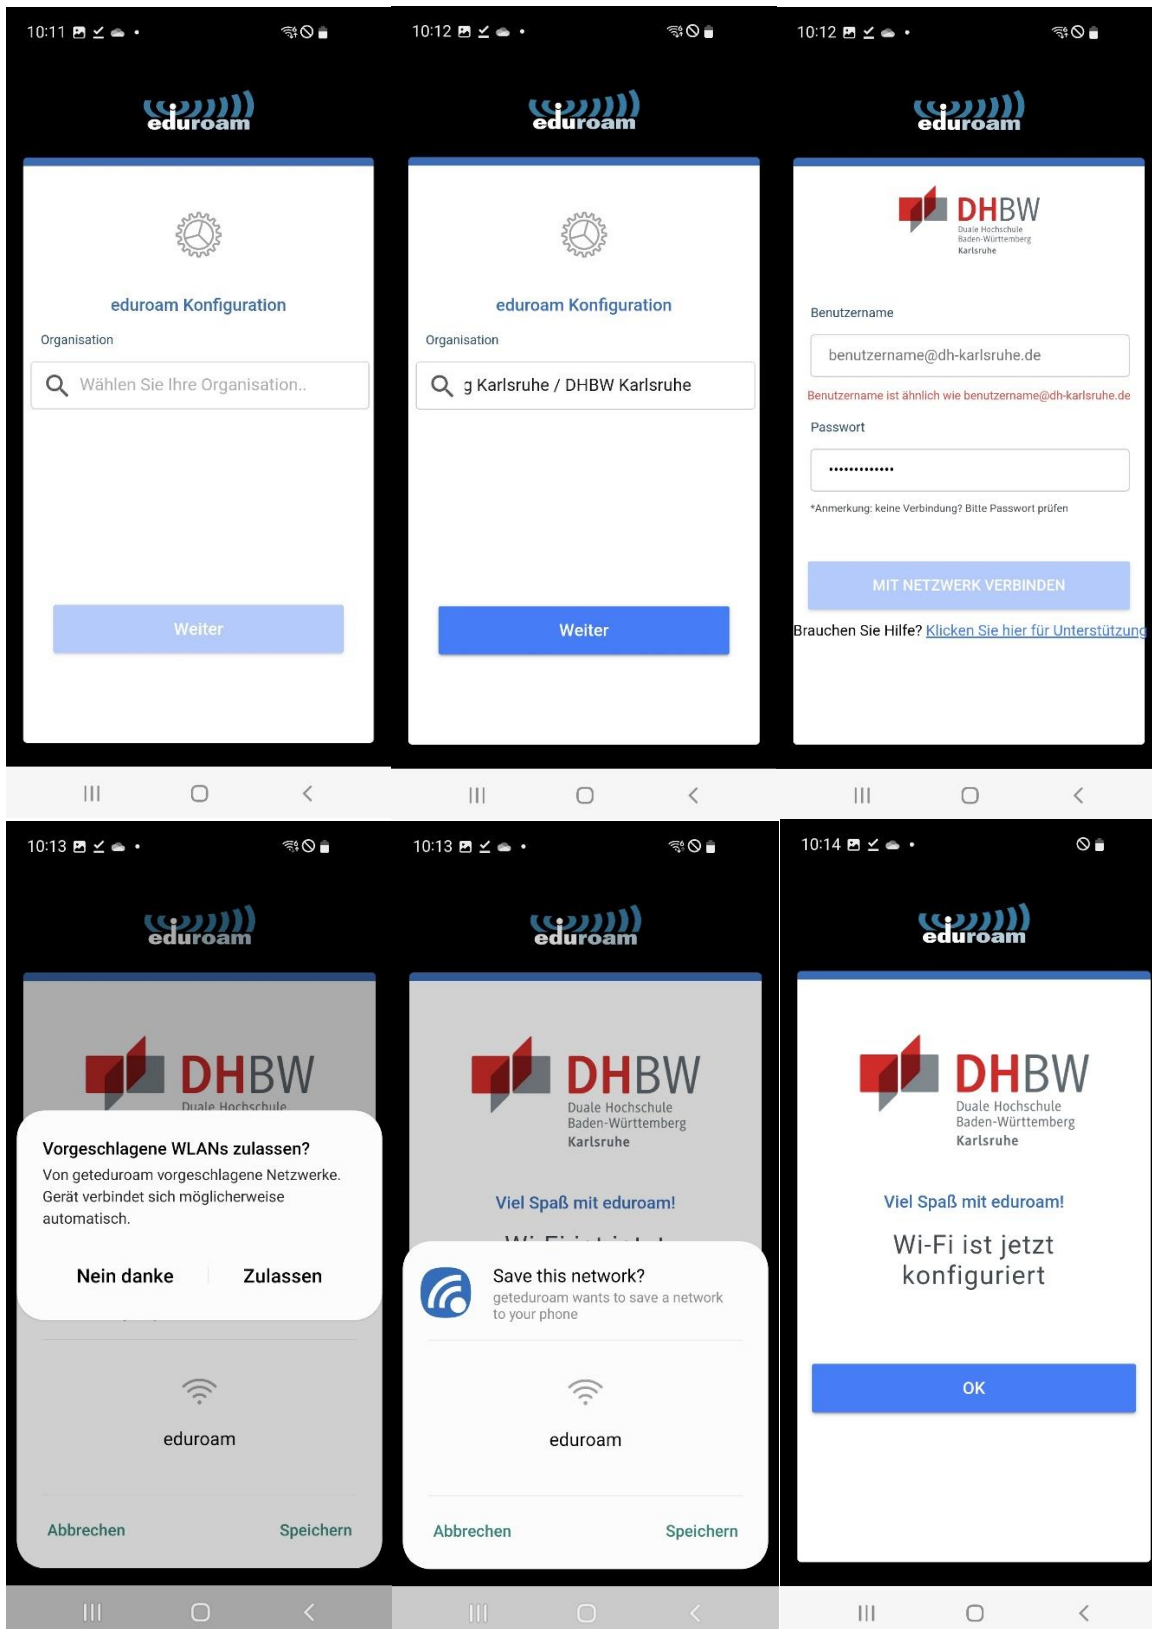 10:11
eduroam
eduroam Konfiguration
Organisation
Wählen Sie Ihre Organisation..
Weiter
10:12
eduroam
eduroam Konfiguration
Organisation
g Karlsruhe / DHBW Karlsruhe
Weiter
10:12
eduroam
DHBW
Duale Hochschule
Baden-Württemberg
Karlsruhe
Benutzername
benutzername@dh-karlsruhe.de
Benutzername ist ähnlich wie benutzername@dh-karlsruhe.de
Passwort
•••••••••••••
*Anmerkung: keine Verbindung? Bitte Passwort prüfen
MIT NETZWERK VERBINDEN
Brauchen Sie Hilfe? Klicken Sie hier für Unterstützung
10:13
eduroam
DHBW
Duale Hochschule
Vorgeschlagene WLANs zulassen?
Von geteduroam vorgeschlagene Netzwerke.
Gerät verbindet sich möglicherweise
automatisch.
Nein danke Zulassen
eduroam
Abbrechen Speichern
10:13
eduroam
DHBW
Duale Hochschule
Baden-Württemberg
Karlsruhe
Viel Spaß mit eduroam!
Wi-Fi ist jetzt
Save this network?
geteduroam wants to save a network
to your phone
eduroam
Abbrechen Speichern
10:14
eduroam
DHBW
Duale Hochschule
Baden-Württemberg
Karlsruhe
Viel Spaß mit eduroam!
Wi-Fi ist jetzt
konfiguriert
OK